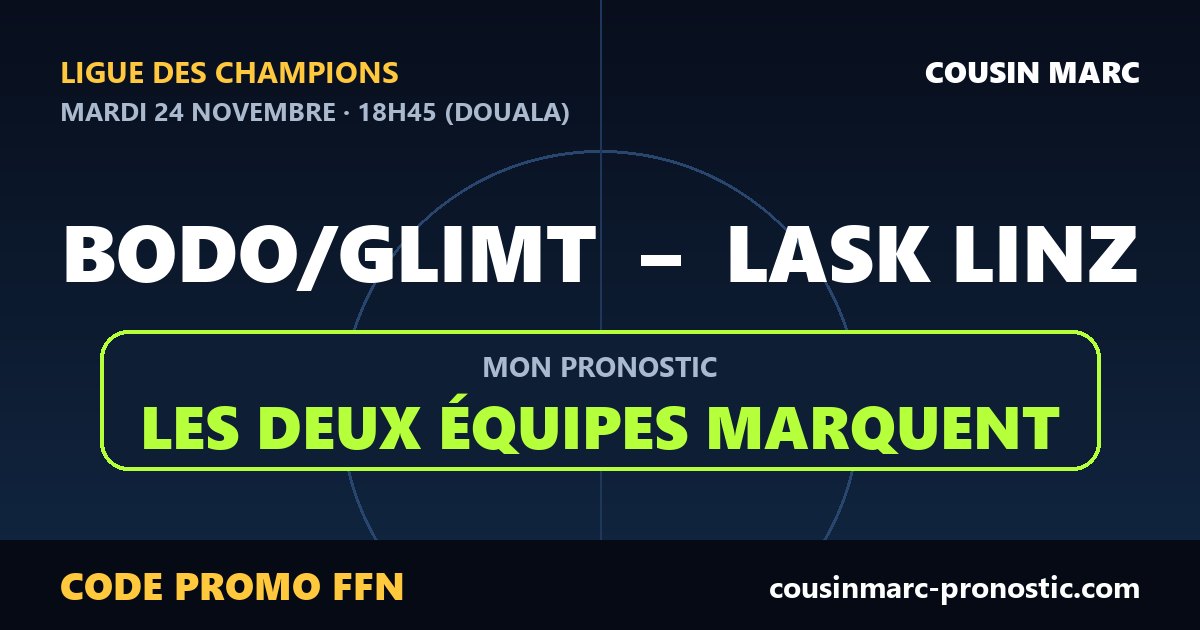 LIGUE DES CHAMPIONS
COUSIN MARC
MARDI 24 NOVEMBRE · 18H45 (DOUALA)
BODO/GLIMT – LASK LINZ
MON PRONOSTIC
LES DEUX ÉQUIPES MARQUENT
CODE PROMO FFN
cousinmarc-pronostic.com